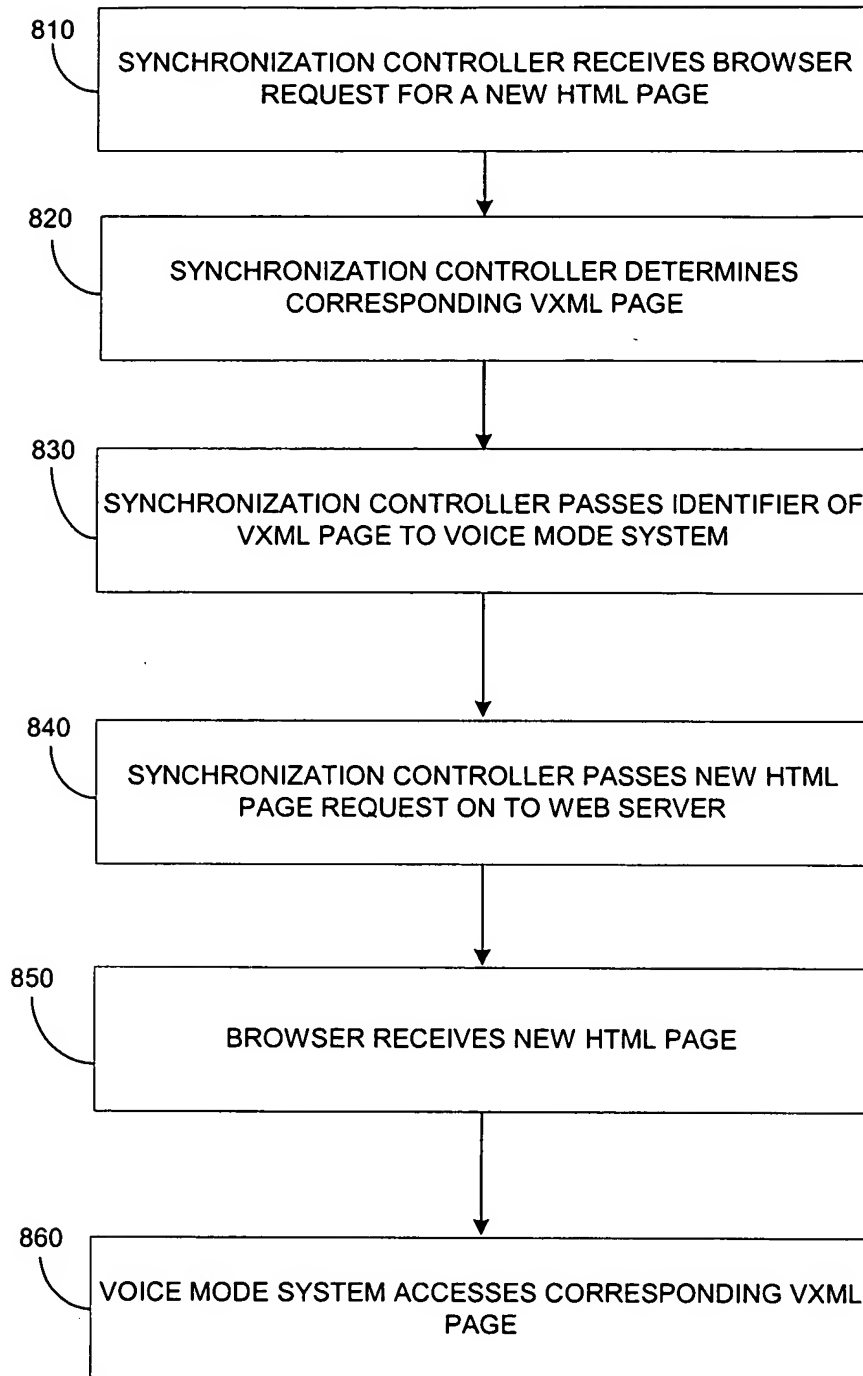 810
SYNCHRONIZATION CONTROLLER RECEIVES BROWSER
REQUEST FOR A NEW HTML PAGE
820
SYNCHRONIZATION CONTROLLER DETERMINES
CORRESPONDING VXML PAGE
830
SYNCHRONIZATION CONTROLLER PASSES IDENTIFIER OF
VXML PAGE TO VOICE MODE SYSTEM
840
SYNCHRONIZATION CONTROLLER PASSES NEW HTML
PAGE REQUEST ON TO WEB SERVER
850
BROWSER RECEIVES NEW HTML PAGE
860
VOICE MODE SYSTEM ACCESSES CORRESPONDING VXML
PAGE